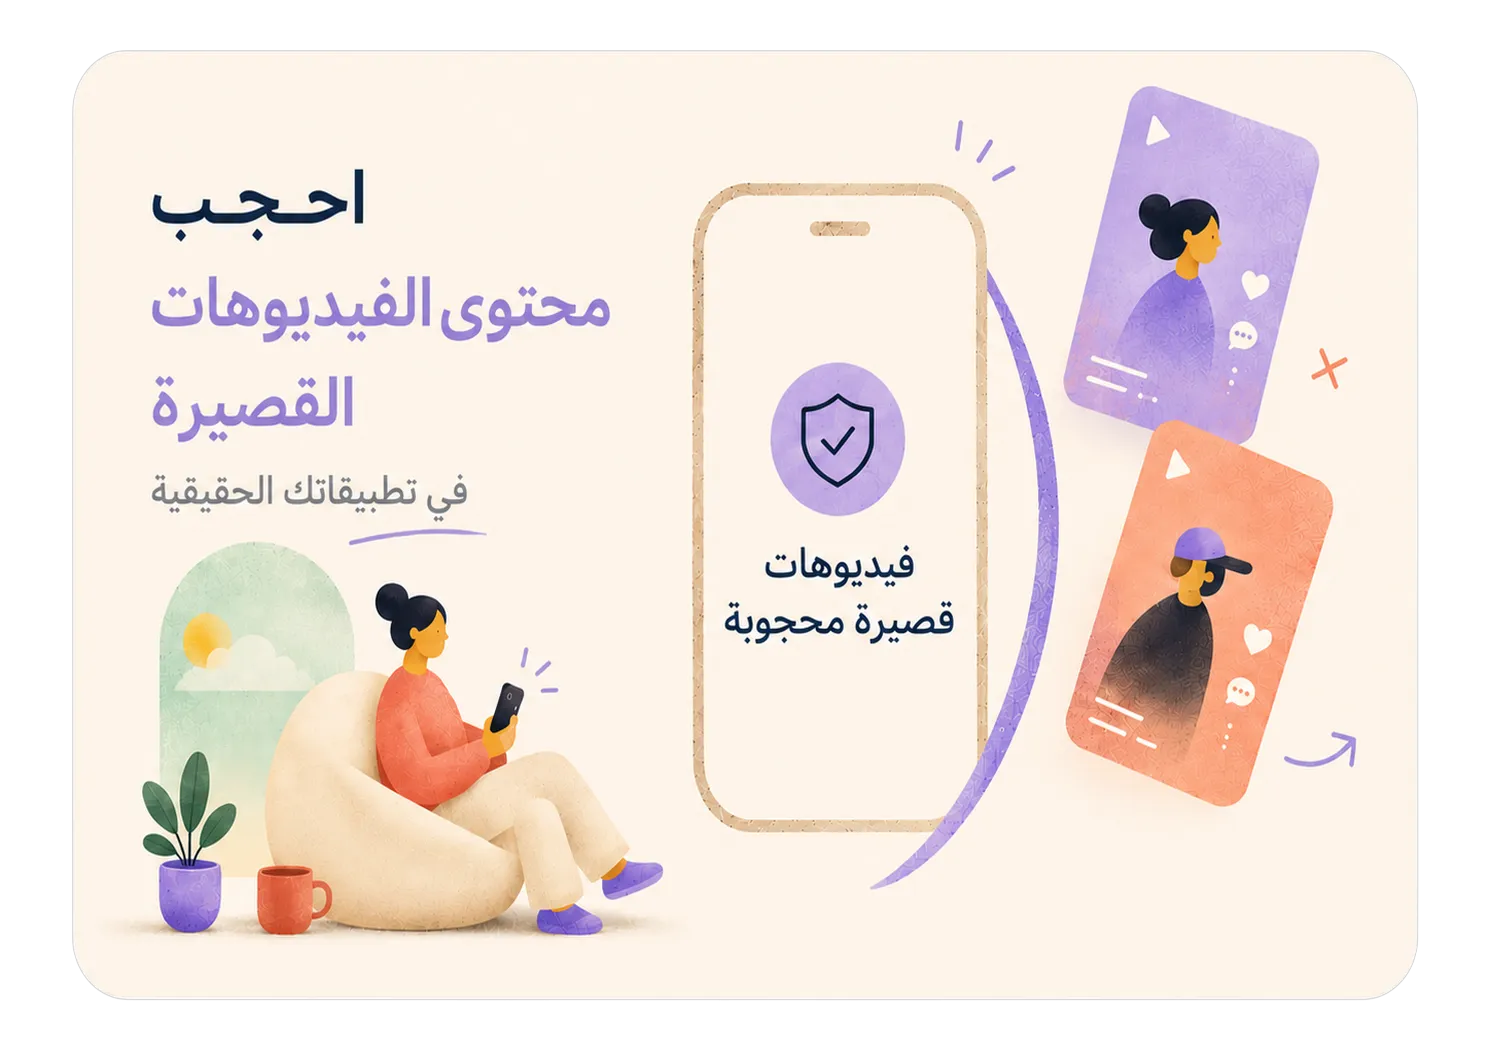 احجب
محتوى الفيديوهات
القصيرة
في تطبيقاتك الحقيقية
فيديوهات
قصيرة محجوبة